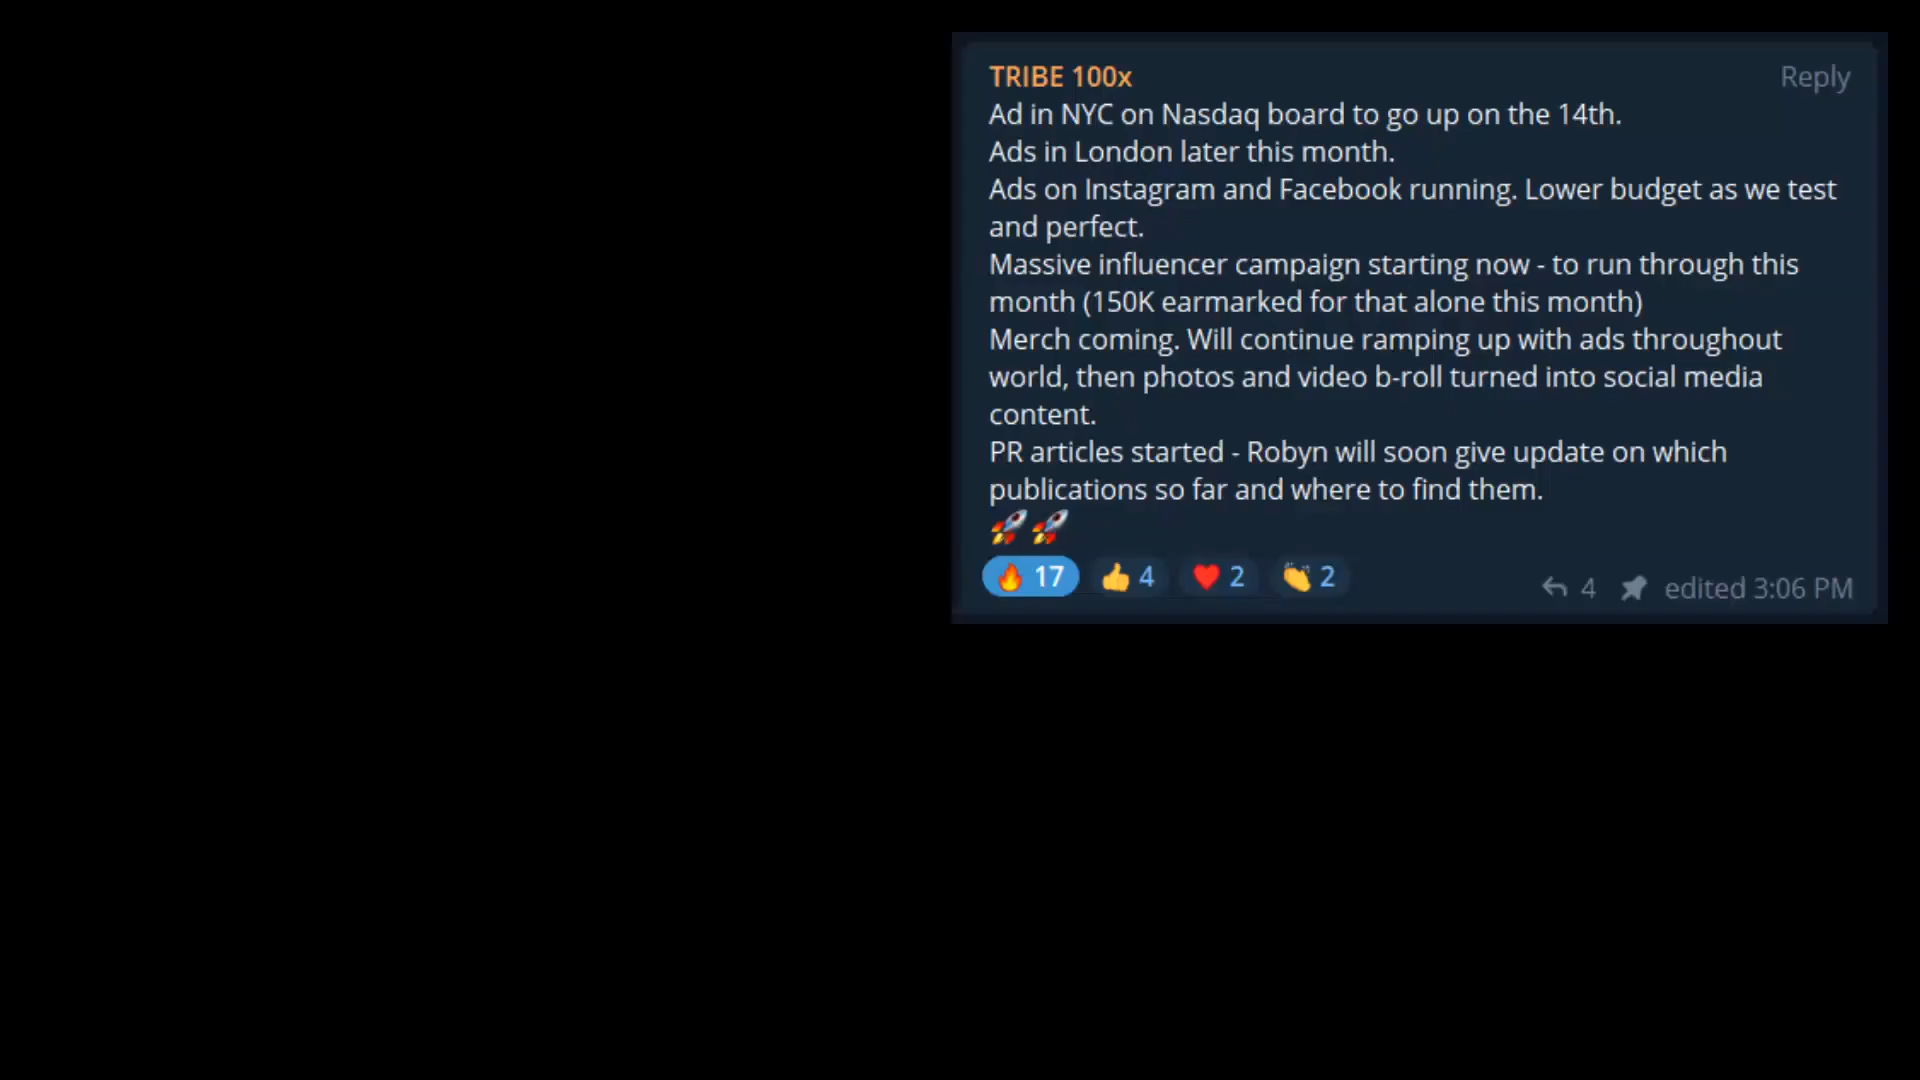 TRIBE 100x Reply
Ad in NYC on Nasdaq board to go up on the 14th.
Ads in London later this month.
Ads on Instagram and Facebook running. Lower budget as we test
and perfect.
Massive influencer campaign starting now - to run through this
month (150K earmarked for that alone this month)
Merch coming. Will continue ramping up with ads throughout
world, then photos and video b-roll turned into social media
content.
PR articles started - Robyn will soon give update on which
publications so far and where to find them.
🚀🚀
🔥 17 👍 4 ❤️ 2 👏 2 4 edited 3:06 PM